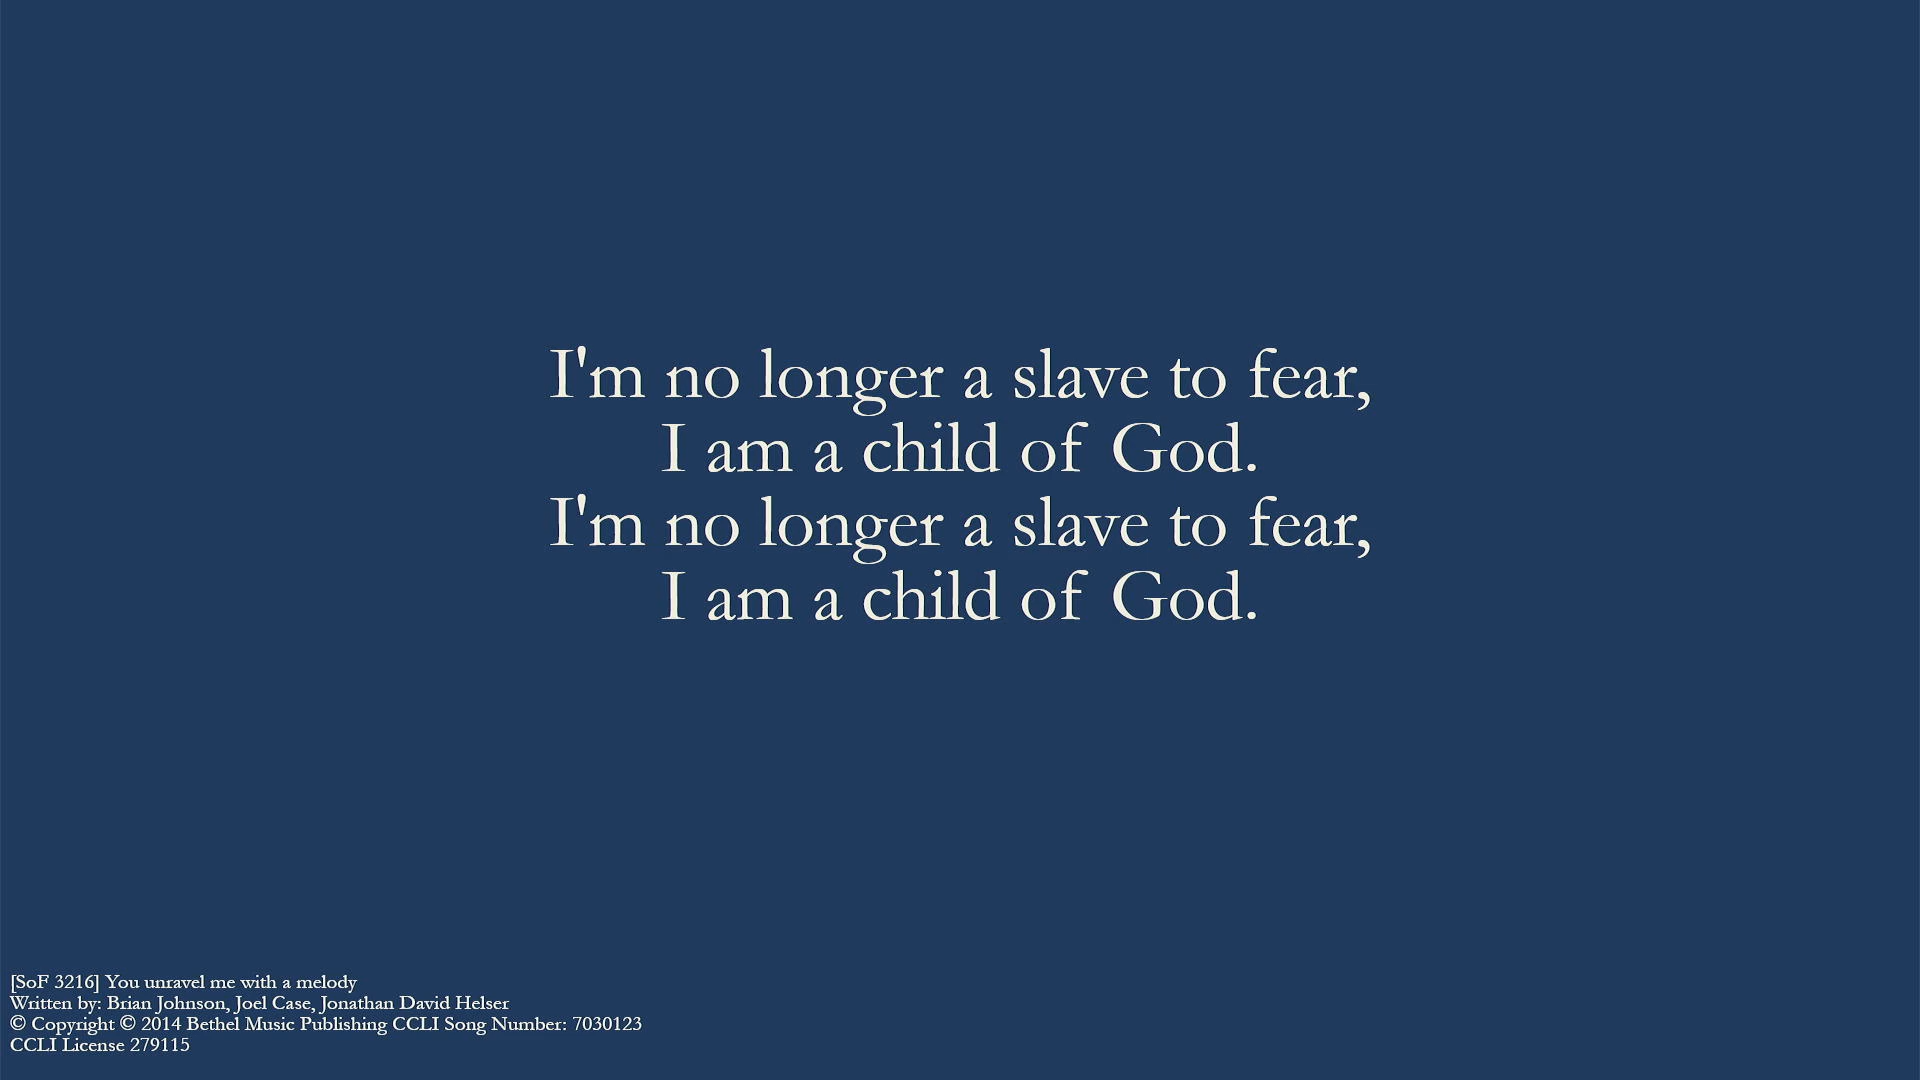 I'm no longer a slave to fear,
I am a child of God.
I'm no longer a slave to fear,
I am a child of God.
[SoF 3216] You unravel me with a melody
Written by: Brian Johnson, Joel Case, Jonathan David Helser
© Copyright © 2014 Bethel Music Publishing CCLI Song Number: 7030123
CCLI License 279115